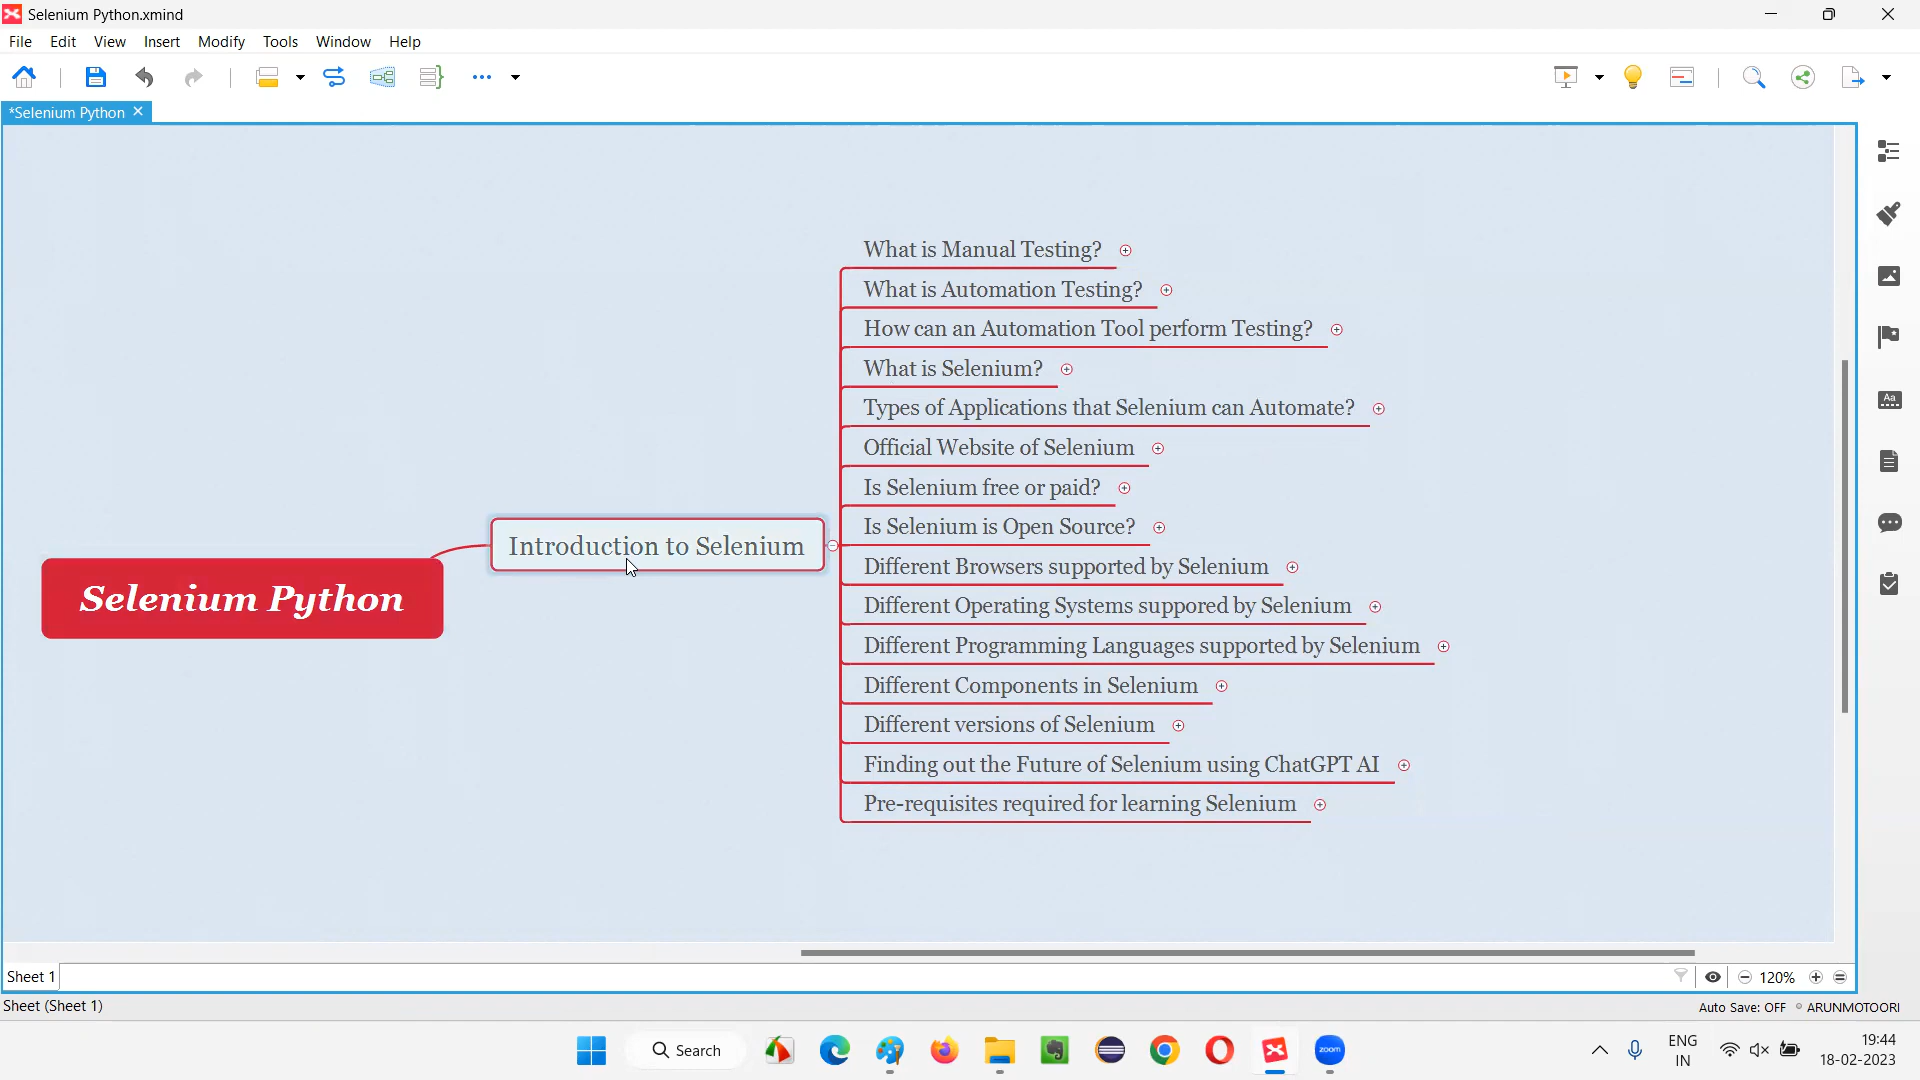 Selenium Python.xmind
File Edit View Insert Modify Tools Window Help
*Selenium Python
What is Manual Testing?
What is Automation Testing?
How can an Automation Tool perform Testing?
What is Selenium?
Types of Applications that Selenium can Automate?
Official Website of Selenium
Is Selenium free or paid?
Is Selenium is Open Source?
Introduction to Selenium
Different Browsers supported by Selenium
Selenium Python
Different Operating Systems suppored by Selenium
Different Programming Languages supported by Selenium
Different Components in Selenium
Different versions of Selenium
Finding out the Future of Selenium using ChatGPT AI
Pre-requisites required for learning Selenium
Aa
Sheet 1
120%
Sheet (Sheet 1)
Auto Save: OFF ARUNMOTOORI
Search
zoom
ENG
IN
19:44
18-02-2023